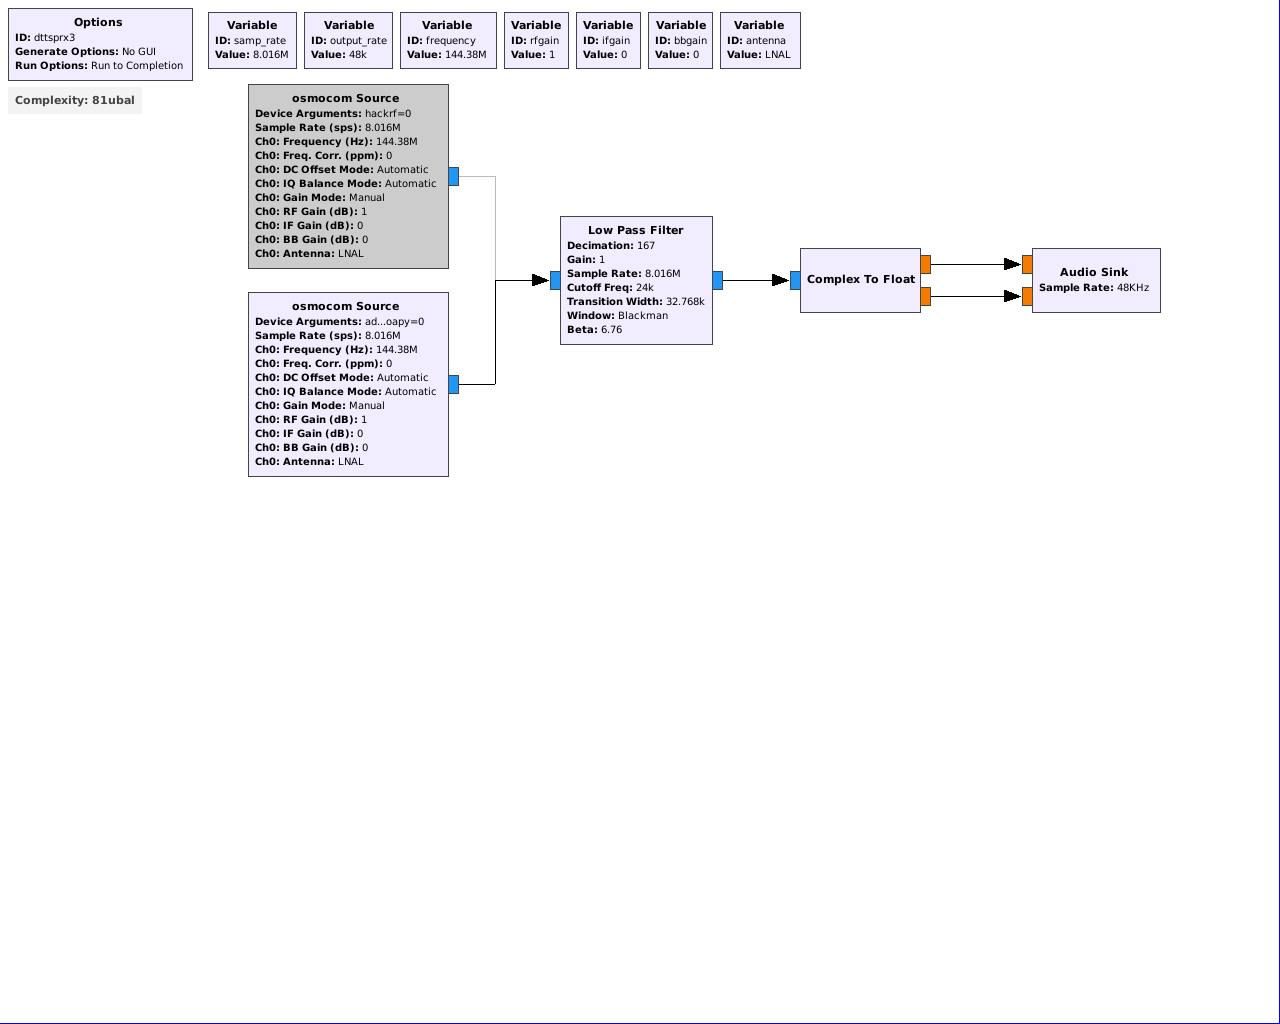 Options
ID: dttsprx3
Generate Options: No GUI
Run Options: Run to Completion
Variable
ID: samp_rate
Value: 8.016M
Variable
ID: output_rate
Value: 48k
Variable
ID: frequency
Value: 144.38M
Variable
ID: rfgain
Value: 1
Variable
ID: ifgain
Value: 0
Variable
ID: bbgain
Value: 0
Variable
ID: antenna
Value: LNAL
Complexity: 81ubal
osmocom Source
Device Arguments: hackrf=0
Sample Rate (sps): 8.016M
Ch0: Frequency (Hz): 144.38M
Ch0: Freq. Corr. (ppm): 0
Ch0: DC Offset Mode: Automatic
Ch0: IQ Balance Mode: Automatic
Ch0: Gain Mode: Manual
Ch0: RF Gain (dB): 1
Ch0: IF Gain (dB): 0
Ch0: BB Gain (dB): 0
Ch0: Antenna: LNAL
osmocom Source
Device Arguments: ad...oapy=0
Sample Rate (sps): 8.016M
Ch0: Frequency (Hz): 144.38M
Ch0: Freq. Corr. (ppm): 0
Ch0: DC Offset Mode: Automatic
Ch0: IQ Balance Mode: Automatic
Ch0: Gain Mode: Manual
Ch0: RF Gain (dB): 1
Ch0: IF Gain (dB): 0
Ch0: BB Gain (dB): 0
Ch0: Antenna: LNAL
Low Pass Filter
Decimation: 167
Gain: 1
Sample Rate: 8.016M
Cutoff Freq: 24k
Transition Width: 32.768k
Window: Blackman
Beta: 6.76
Complex To Float
Audio Sink
Sample Rate: 48KHz